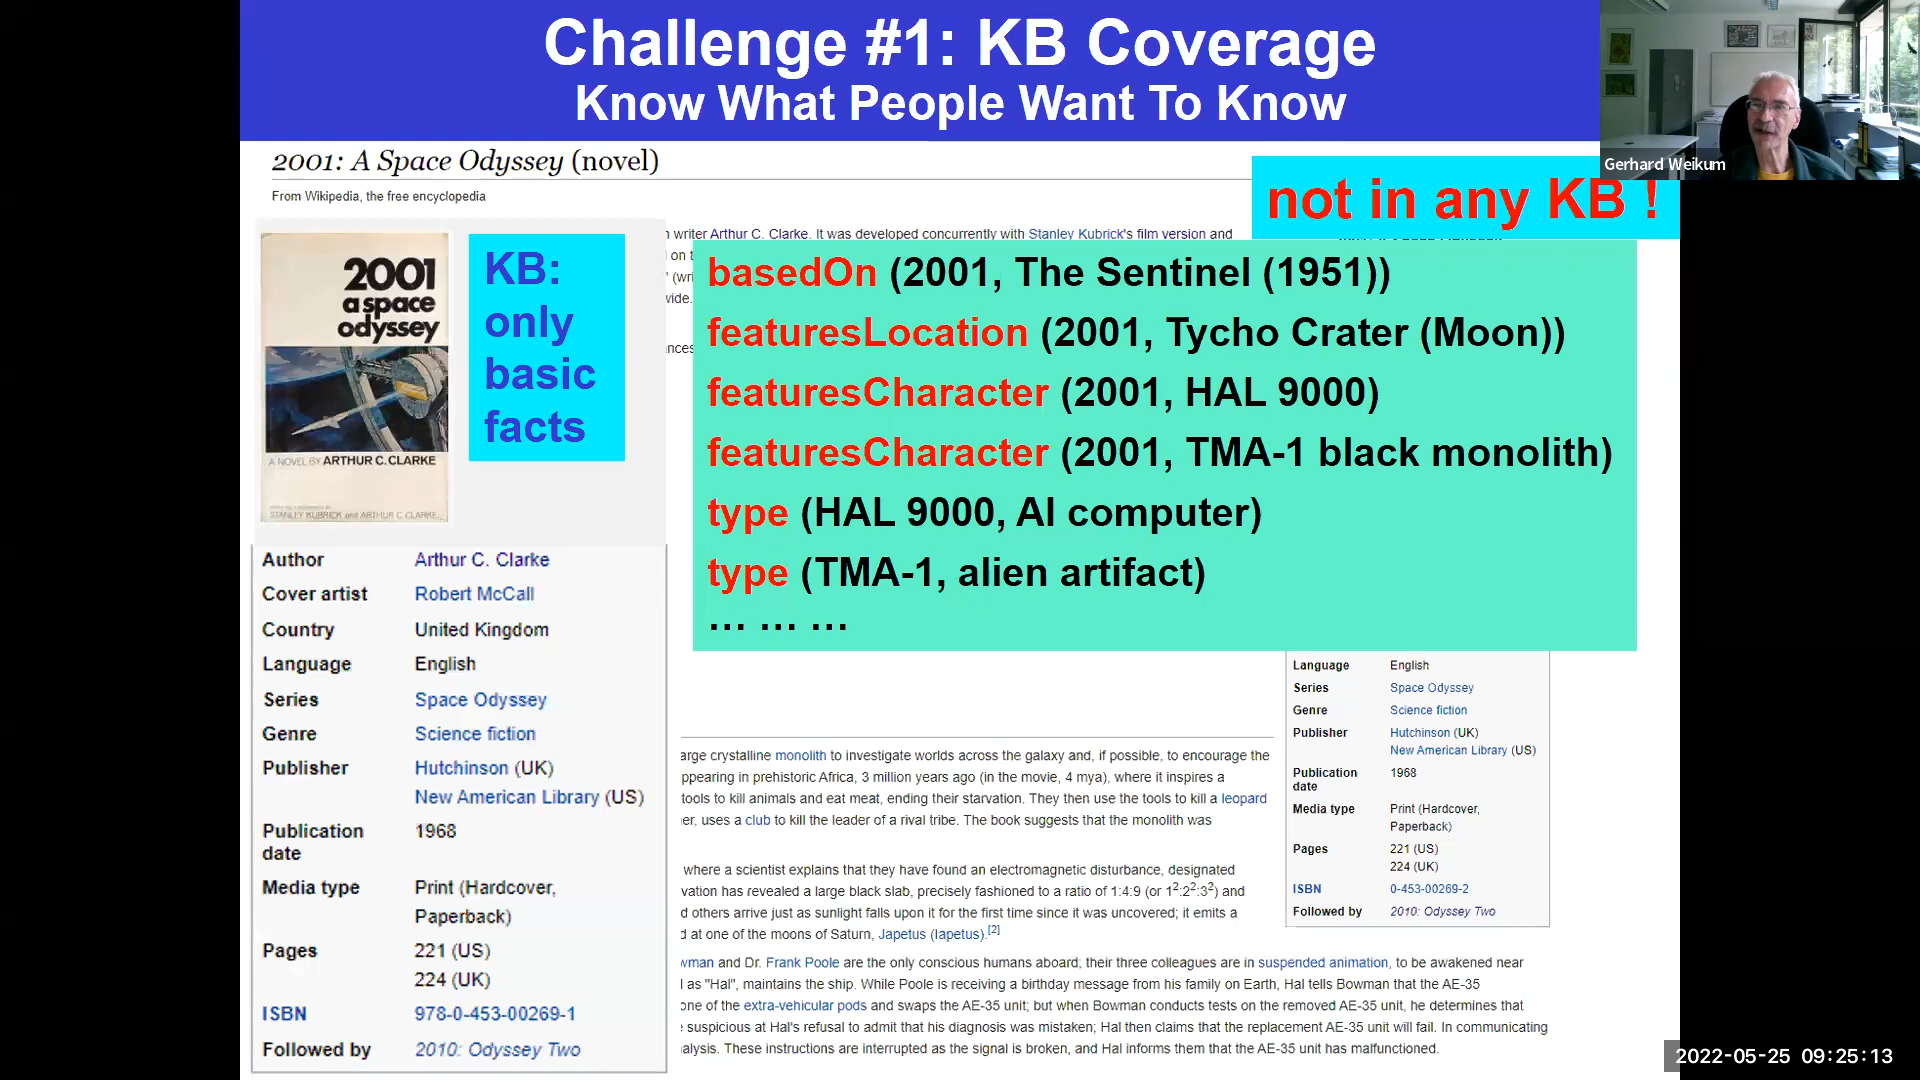 Challenge #1: KB Coverage
Know What People Want To Know
Gerhard Weikum
2001: A Space Odyssey (novel)
From Wikipedia, the free encyclopedia
not in any KB !
2001
a space
odyssey
A NOVEL BY ARTHUR C. CLARKE
STANLEY KUBRICK and ARTHUR C. CLARKE
KB:
only
basic
facts
writer Arthur C. Clarke. It was developed concurrently with Stanley Kubrick's film version and
basedOn (2001, The Sentinel (1951))
featuresLocation (2001, Tycho Crater (Moon))
featuresCharacter (2001, HAL 9000)
featuresCharacter (2001, TMA-1 black monolith)
type (HAL 9000, AI computer)
type (TMA-1, alien artifact)
... ... ...
Author Arthur C. Clarke
Cover artist Robert McCall
Country United Kingdom
Language English
Series Space Odyssey
Genre Science fiction
Publisher Hutchinson (UK)
New American Library (US)
Publication 1968
date
Media type Print (Hardcover,
Paperback)
Pages 221 (US)
224 (UK)
ISBN 978-0-453-00269-1
Followed by 2010: Odyssey Two
Language English
Series Space Odyssey
Genre Science fiction
Publisher Hutchinson (UK)
New American Library (US)
Publication 1968
date
Media type Print (Hardcover,
Paperback)
Pages 221 (US)
224 (UK)
ISBN 0-453-00269-2
Followed by 2010: Odyssey Two
arge crystalline monolith to investigate worlds across the galaxy and, if possible, to encourage the
ppearing in prehistoric Africa, 3 million years ago (in the movie, 4 mya), where it inspires a
tools to kill animals and eat meat, ending their starvation. They then use the tools to kill a leopard
er, uses a club to kill the leader of a rival tribe. The book suggests that the monolith was
where a scientist explains that they have found an electromagnetic disturbance, designated
vation has revealed a large black slab, precisely fashioned to a ratio of 1:4:9 (or 1²:2²:3²) and
d others arrive just as sunlight falls upon it for the first time since it was uncovered; it emits a
d at one of the moons of Saturn, Japetus (Iapetus).[2]
wman and Dr. Frank Poole are the only conscious humans aboard; their three colleagues are in suspended animation, to be awakened near
l as "Hal", maintains the ship. While Poole is receiving a birthday message from his family on Earth, Hal tells Bowman that the AE-35
one of the extra-vehicular pods and swaps the AE-35 unit; but when Bowman conducts tests on the removed AE-35 unit, he determines that
suspicious at Hal's refusal to admit that his diagnosis was mistaken; Hal then claims that the replacement AE-35 unit will fail. In communicating
alysis. These instructions are interrupted as the signal is broken, and Hal informs them that the AE-35 unit has malfunctioned.
2022-05-25 09:25:13